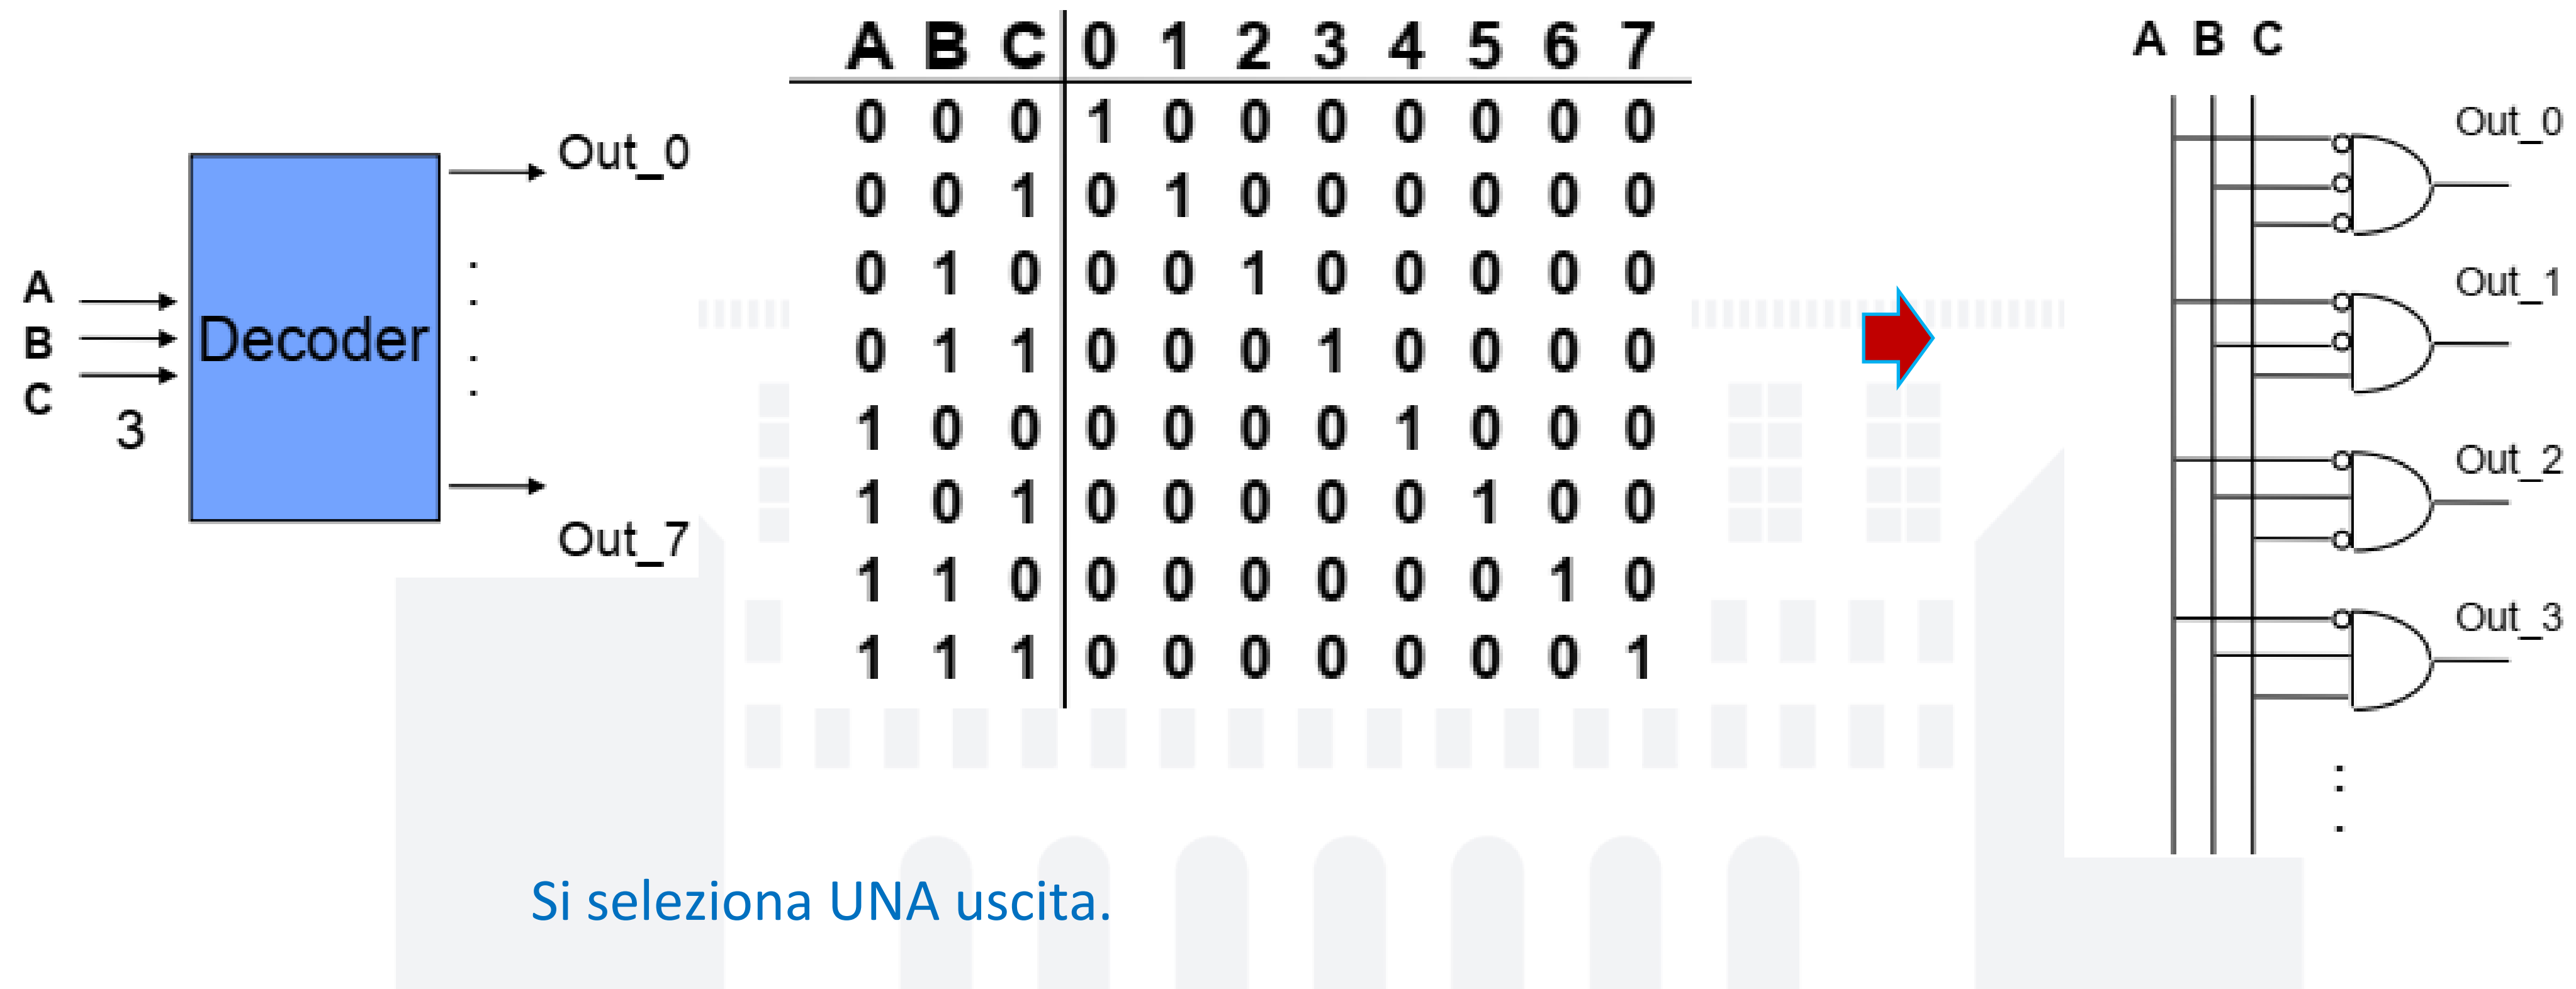 Out_0
A
B
C
3
Decoder
.
.
.
.
Out_7
A B C 0 1 2 3 4 5 6 7
0 0 0 1 0 0 0 0 0 0 0
0 0 1 0 1 0 0 0 0 0 0
0 1 0 0 0 1 0 0 0 0 0
0 1 1 0 0 0 1 0 0 0 0
1 0 0 0 0 0 0 1 0 0 0
1 0 1 0 0 0 0 0 1 0 0
1 1 0 0 0 0 0 0 0 1 0
1 1 1 0 0 0 0 0 0 0 1
A B C
Out_0
Out_1
Out_2
Out_3
.
.
.
Si seleziona UNA uscita.